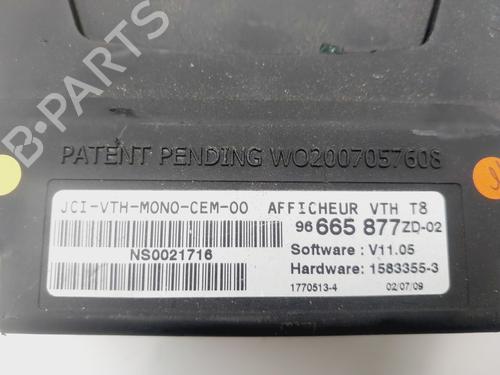 B-PARTS
PATENT PENDING WO2007057608
JCI-VTH-MONO-CEM-00 AFFICHEUR VTH T8
96 665 877ZD-02
NS0021716 Software : V11.05
Hardware: 1583355-3
1770513-4 02/07/09